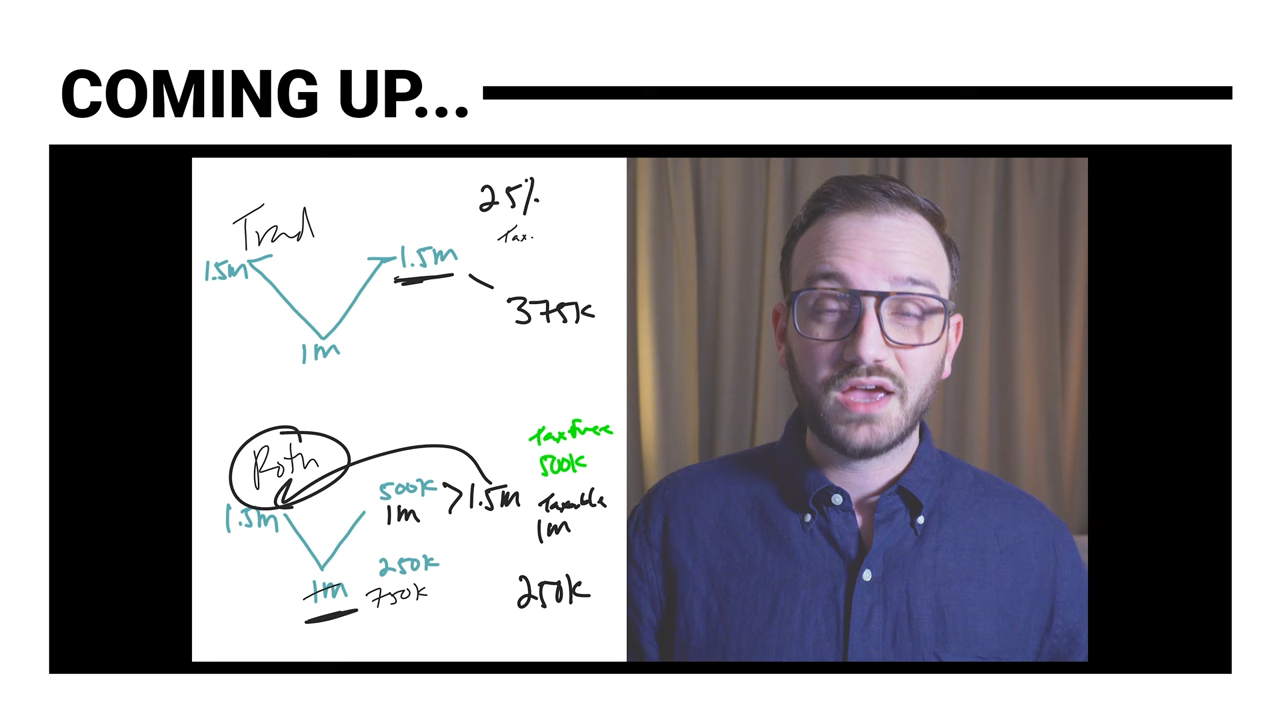 COMING UP...
25%
Tax.
Trad
1.5m
1.5m
375K
1m
Tax Free
500K
Roth
500K
1.5m
Taxable
1m
1m
1.5m
250K
1m
750K
250K